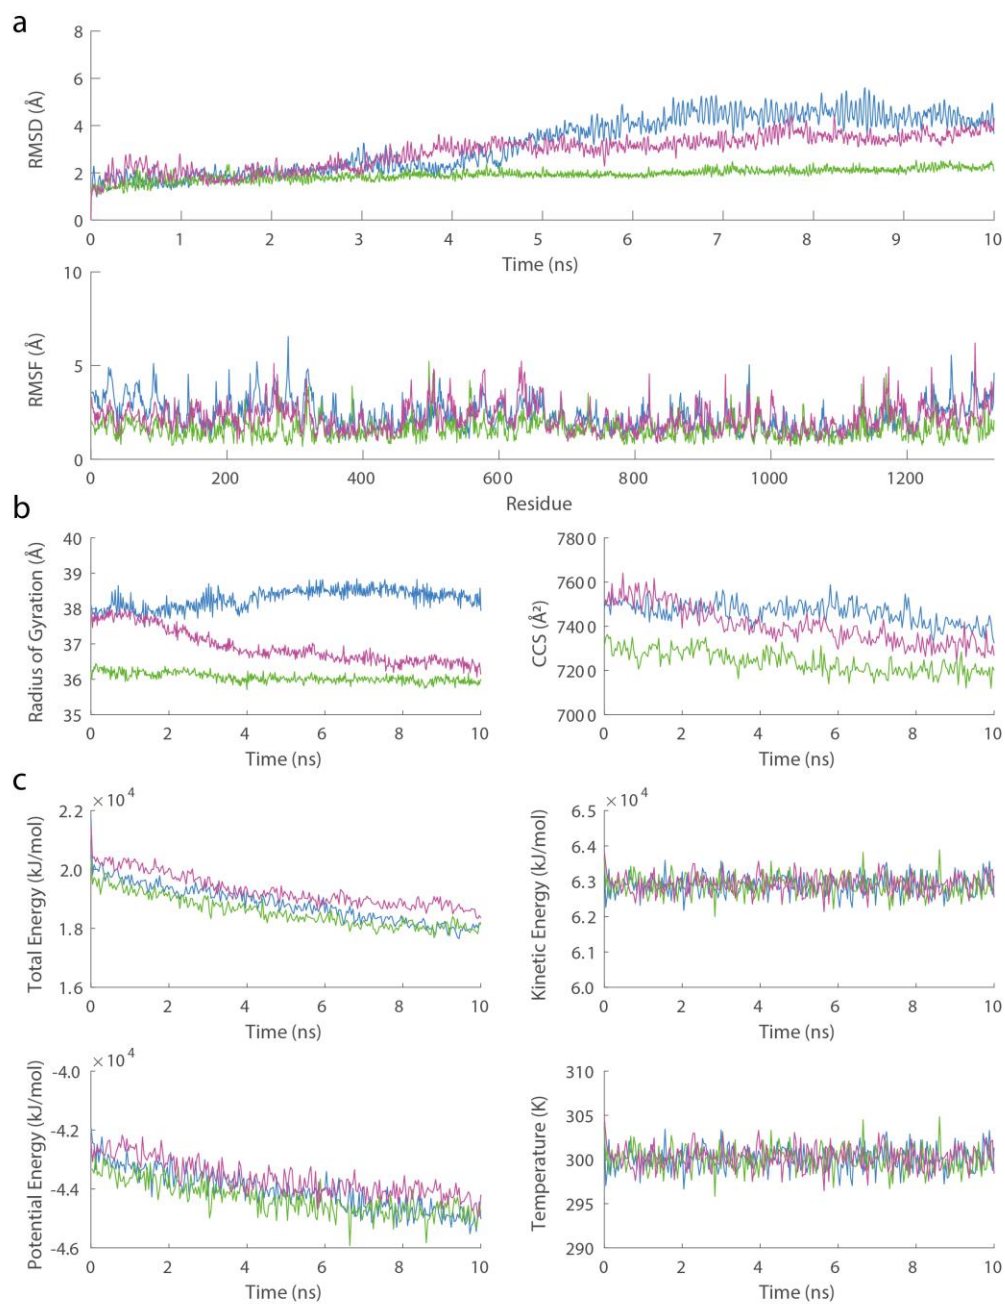 a
8
6
4
2
0
RMSD (Å)
0 1 2 3 4 5 6 7 8 9 10
Time (ns)
10
5
0
RMSF (Å)
0 200 400 600 800 1000 1200
Residue
b
40
39
38
37
36
35
Radius of Gyration (Å)
0 2 4 6 8 10
Time (ns)
7800
7600
7400
7200
7000
CCS (Å²)
0 2 4 6 8 10
Time (ns)
c
× 10⁴
2.2
2.0
1.8
1.6
Total Energy (kJ/mol)
0 2 4 6 8 10
Time (ns)
× 10⁴
6.5
6.4
6.3
6.2
6.1
6.0
Kinetic Energy (kJ/mol)
0 2 4 6 8 10
Time (ns)
× 10⁴
-4.0
-4.2
-4.4
-4.6
Potential Energy (kJ/mol)
0 2 4 6 8 10
Time (ns)
310
305
300
295
290
Temperature (K)
0 2 4 6 8 10
Time (ns)